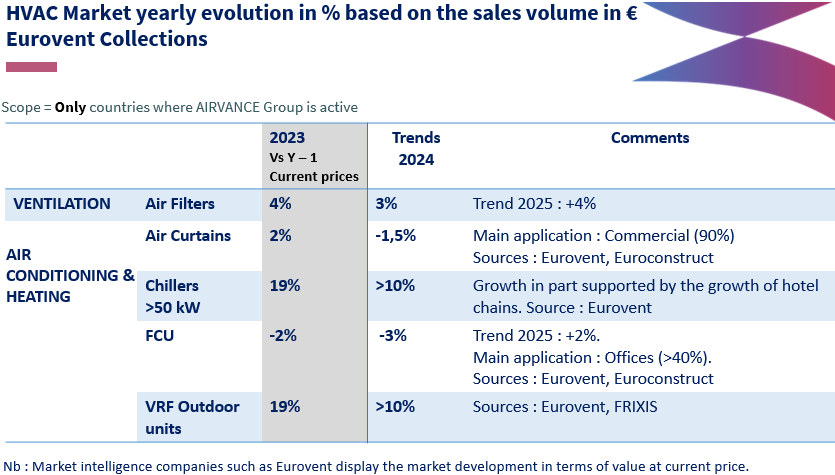 HVAC Market yearly evolution in % based on the sales volume in €
Eurovent Collections
Scope = Only countries where AIRVANCE Group is active
2023
Vs Y – 1
Current prices
Trends
2024
Comments
VENTILATION
Air Filters
4%
3%
Trend 2025 : +4%
AIR
CONDITIONING &
HEATING
Air Curtains
2%
-1,5%
Main application : Commercial (90%)
Sources : Eurovent, Euroconstruct
Chillers
>50 kW
19%
>10%
Growth in part supported by the growth of hotel
chains. Source : Eurovent
FCU
-2%
-3%
Trend 2025 : +2%.
Main application : Offices (>40%).
Sources : Eurovent, Euroconstruct
VRF Outdoor
units
19%
>10%
Sources : Eurovent, FRIXIS
Nb : Market intelligence companies such as Eurovent display the market development in terms of value at current price.